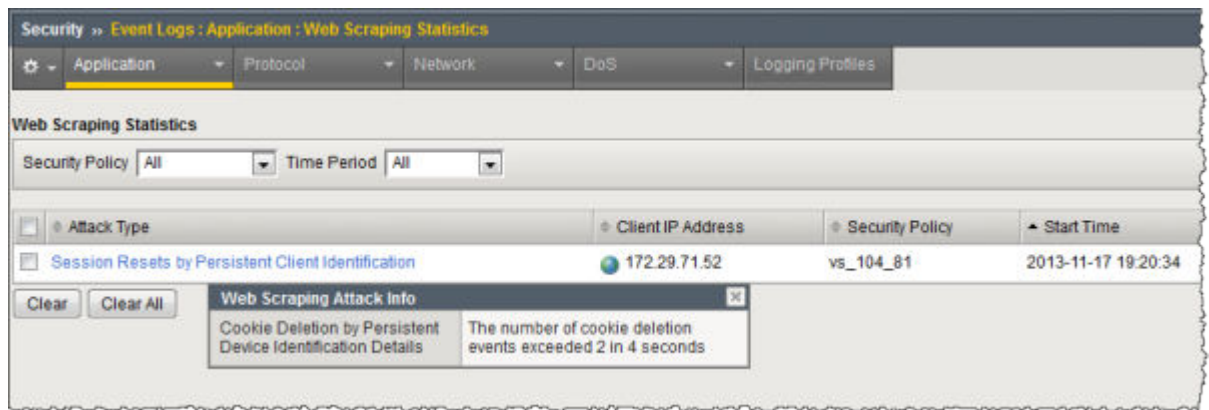 Security » Event Logs : Application : Web Scraping Statistics
Application Protocol Network DoS Logging Profiles
Web Scraping Statistics
Security Policy All Time Period All
Attack Type Client IP Address Security Policy Start Time
Session Resets by Persistent Client Identification 172.29.71.52 vs_104_81 2013-11-17 19:20:34
Clear Clear All
Web Scraping Attack Info
Cookie Deletion by Persistent Device Identification Details
The number of cookie deletion events exceeded 2 in 4 seconds